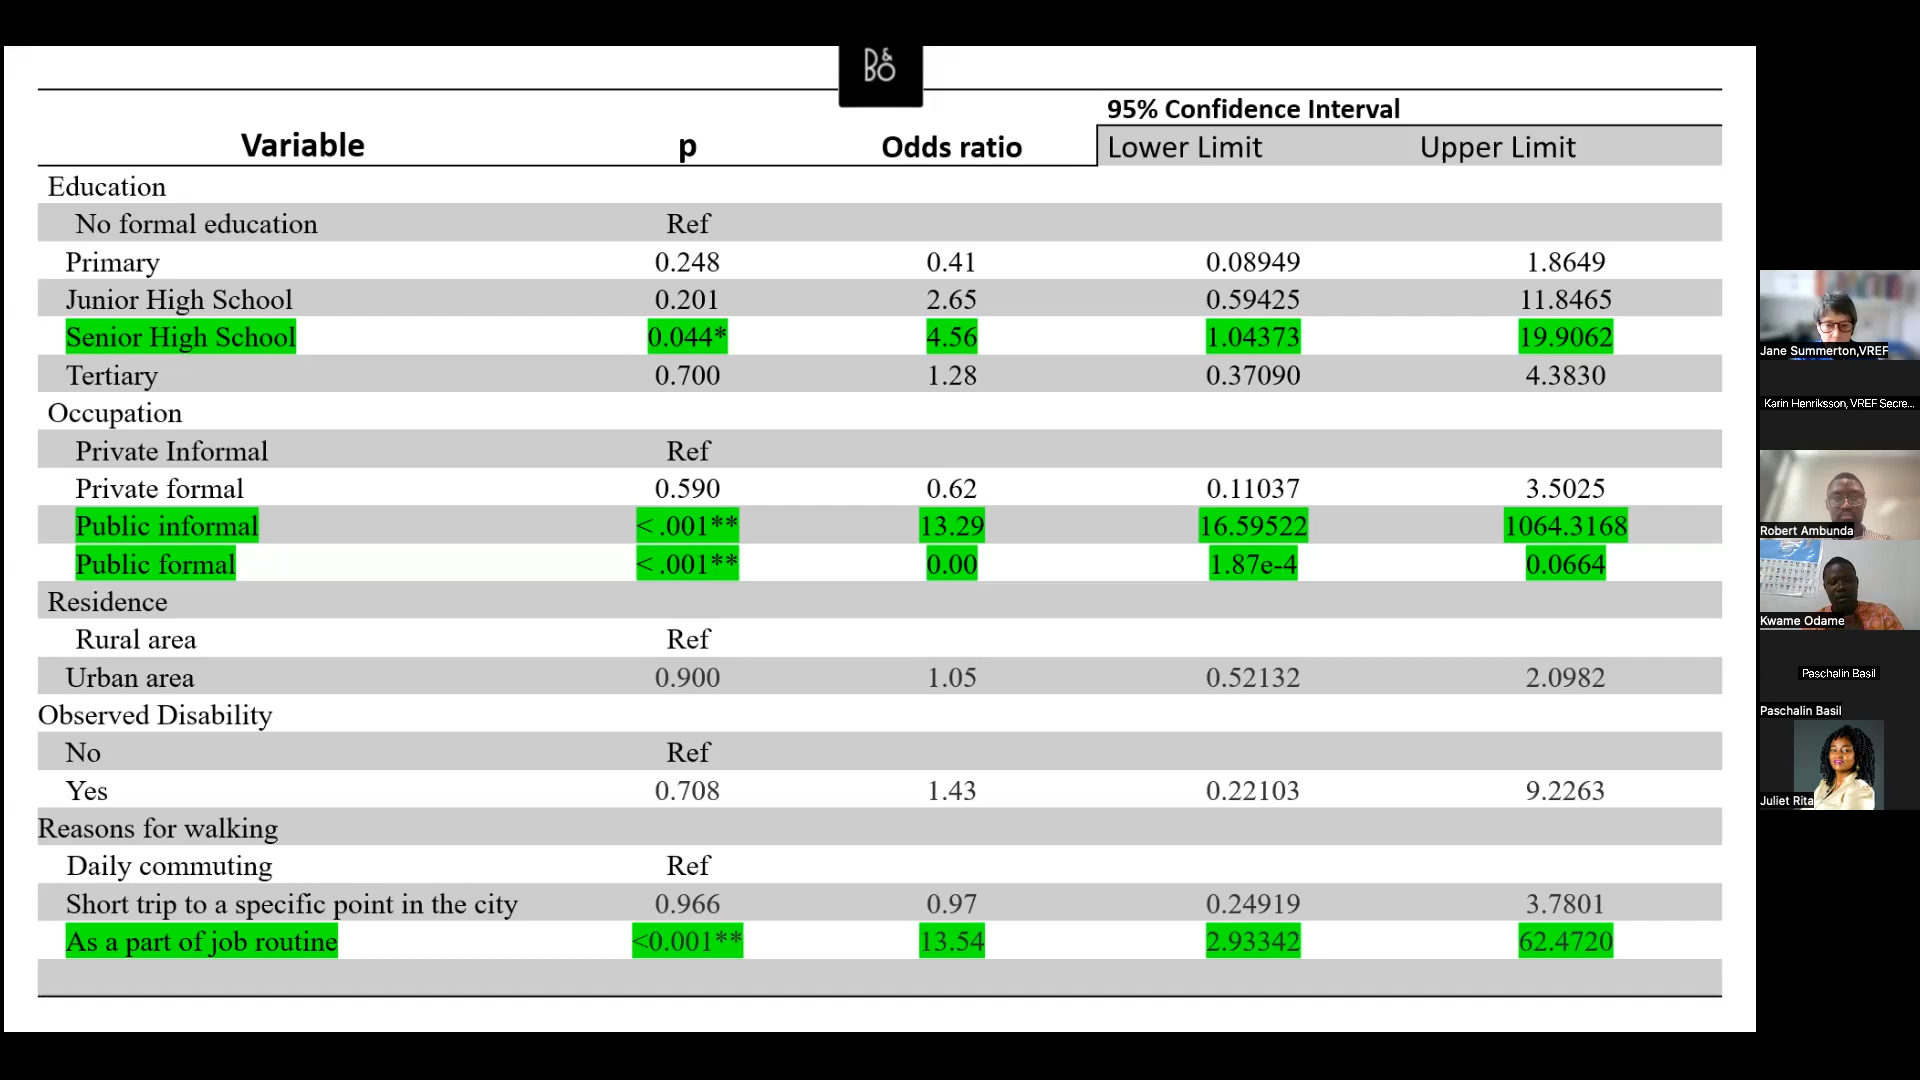 B&O
95% Confidence Interval
Variable p Odds ratio Lower Limit Upper Limit
Education
No formal education Ref
Primary 0.248 0.41 0.08949 1.8649
Junior High School 0.201 2.65 0.59425 11.8465
Senior High School 0.044* 4.56 1.04373 19.9062
Tertiary 0.700 1.28 0.37090 4.3830
Occupation
Private Informal Ref
Private formal 0.590 0.62 0.11037 3.5025
Public informal < .001** 13.29 16.59522 1064.3168
Public formal < .001** 0.00 1.87e-4 0.0664
Residence
Rural area Ref
Urban area 0.900 1.05 0.52132 2.0982
Observed Disability
No Ref
Yes 0.708 1.43 0.22103 9.2263
Reasons for walking
Daily commuting Ref
Short trip to a specific point in the city 0.966 0.97 0.24919 3.7801
As a part of job routine <0.001** 13.54 2.93342 62.4720
Jane Summerton,VREF
Karin Henriksson, VREF Secre...
Robert Ambunda
Kwame Odame
Paschalin Basil
Paschalin Basil
Juliet Rita